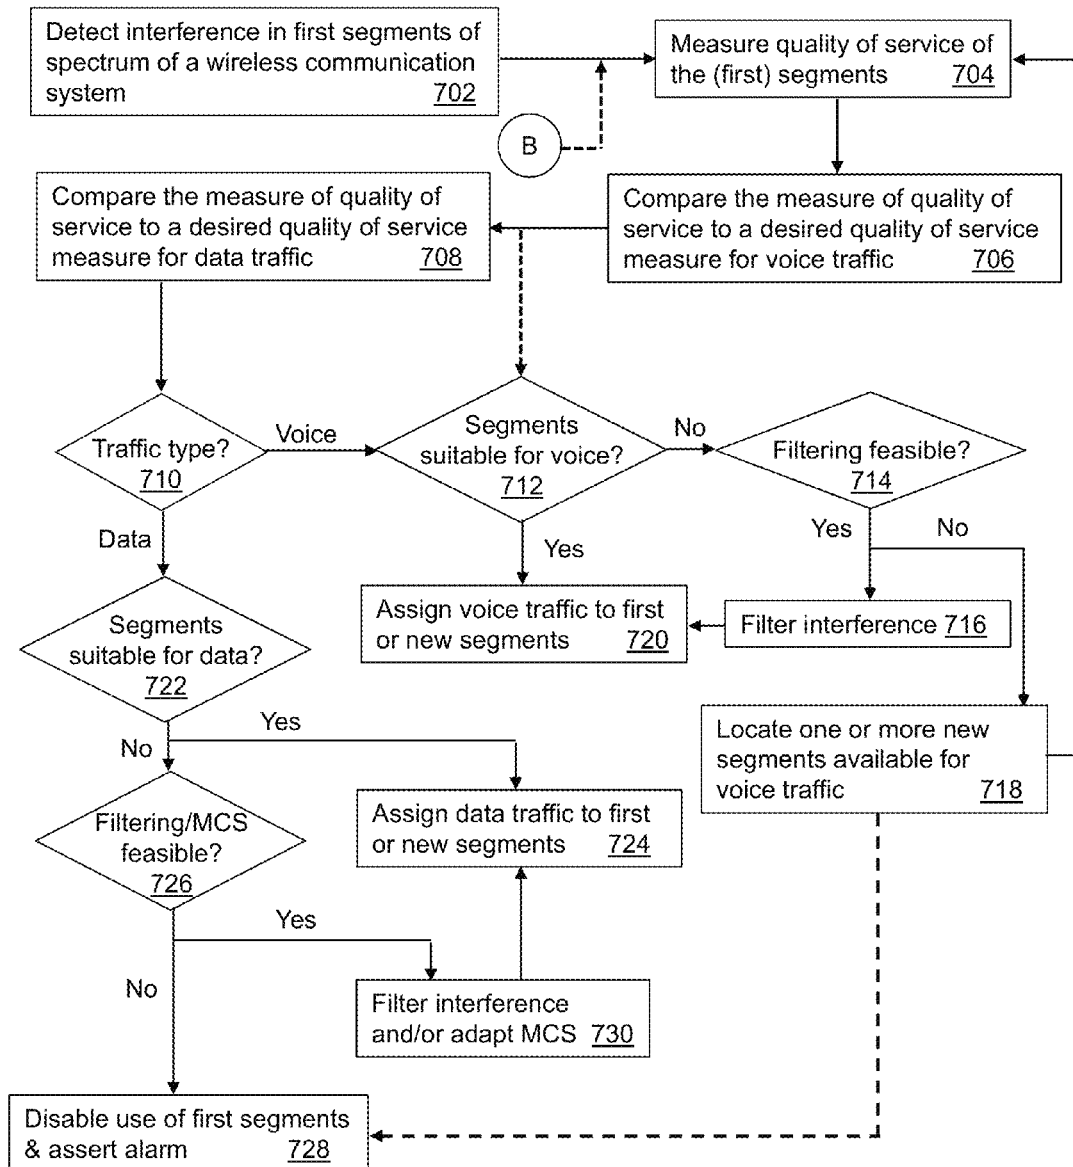 Detect interference in first segments of
spectrum of a wireless communication
system 702
Measure quality of service of
the (first) segments 704
B
Compare the measure of quality of
service to a desired quality of service
measure for data traffic 708
Compare the measure of quality of
service to a desired quality of service
measure for voice traffic 706
Traffic type?
710
Voice
Segments
suitable for voice?
712
No
Filtering feasible?
714
Data
Yes
Yes
No
Assign voice traffic to first
or new segments 720
Filter interference 716
Segments
suitable for data?
722
Yes
No
Locate one or more new
segments available for
voice traffic 718
Filtering/MCS
feasible?
726
Assign data traffic to first
or new segments 724
Yes
No
Filter interference
and/or adapt MCS 730
Disable use of first segments
& assert alarm 728